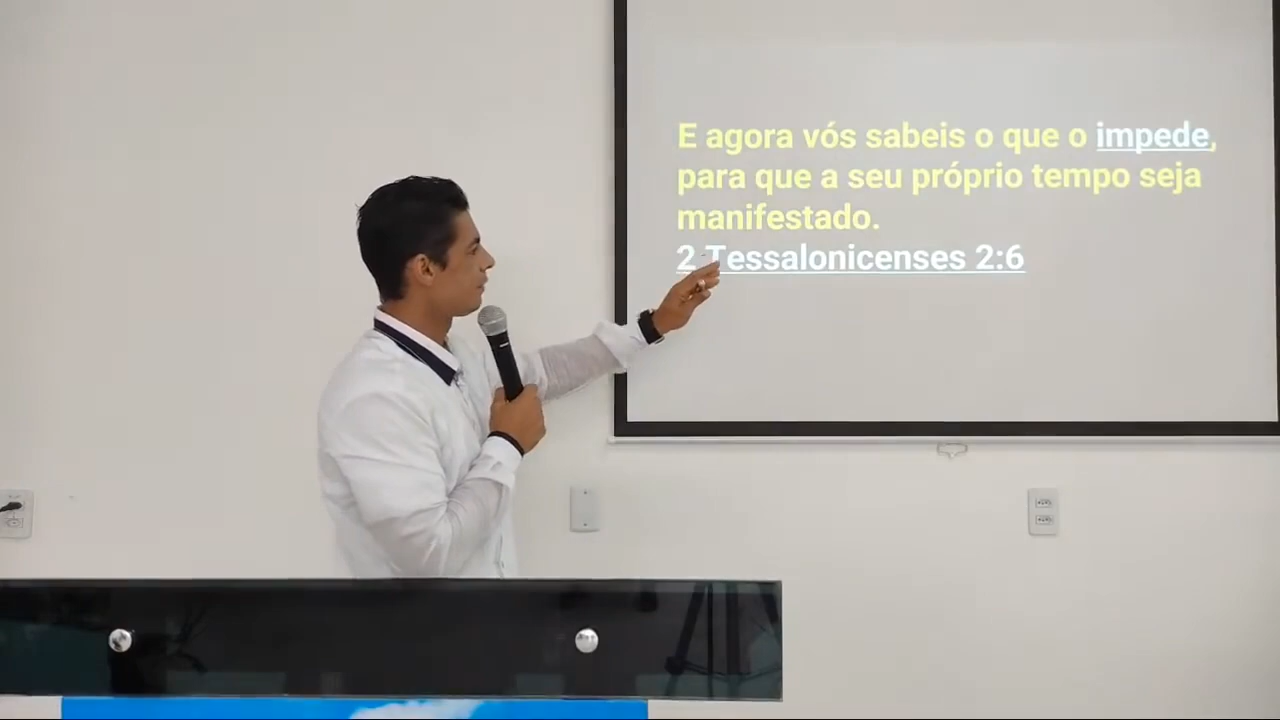 E agora vós sabeis o que o impede,
para que a seu próprio tempo seja
manifestado.
2 Tessalonicenses 2:6